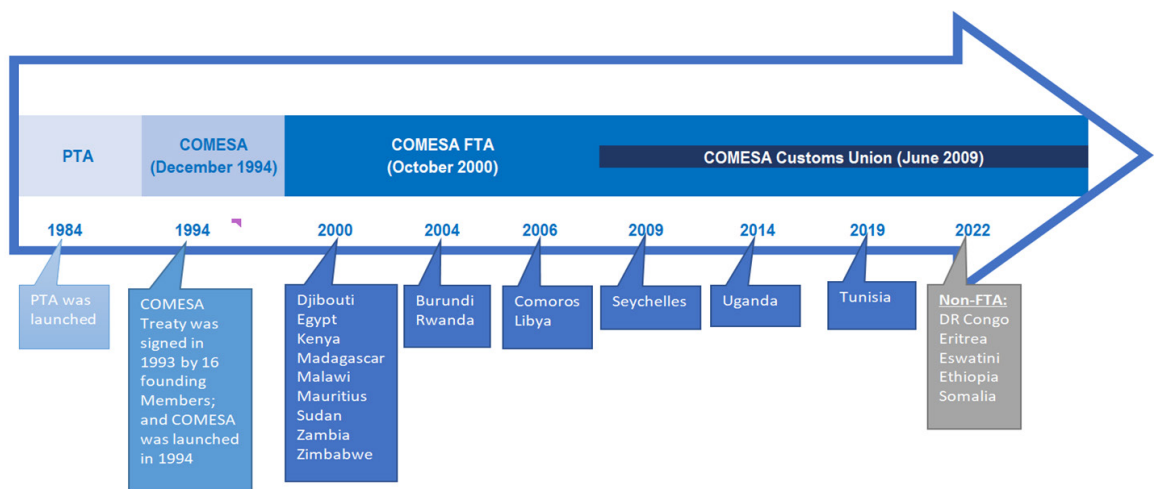 PTA
COMESA
(December 1994)
COMESA FTA
(October 2000)
COMESA Customs Union (June 2009)
1984
1994
2000
2004
2006
2009
2014
2019
2022
PTA was
launched
COMESA
Treaty was
signed in
1993 by 16
founding
Members;
and COMESA
was launched
in 1994
Djibouti
Egypt
Kenya
Madagascar
Malawi
Mauritius
Sudan
Zambia
Zimbabwe
Burundi
Rwanda
Comoros
Libya
Seychelles
Uganda
Tunisia
Non-FTA:
DR Congo
Eritrea
Eswatini
Ethiopia
Somalia